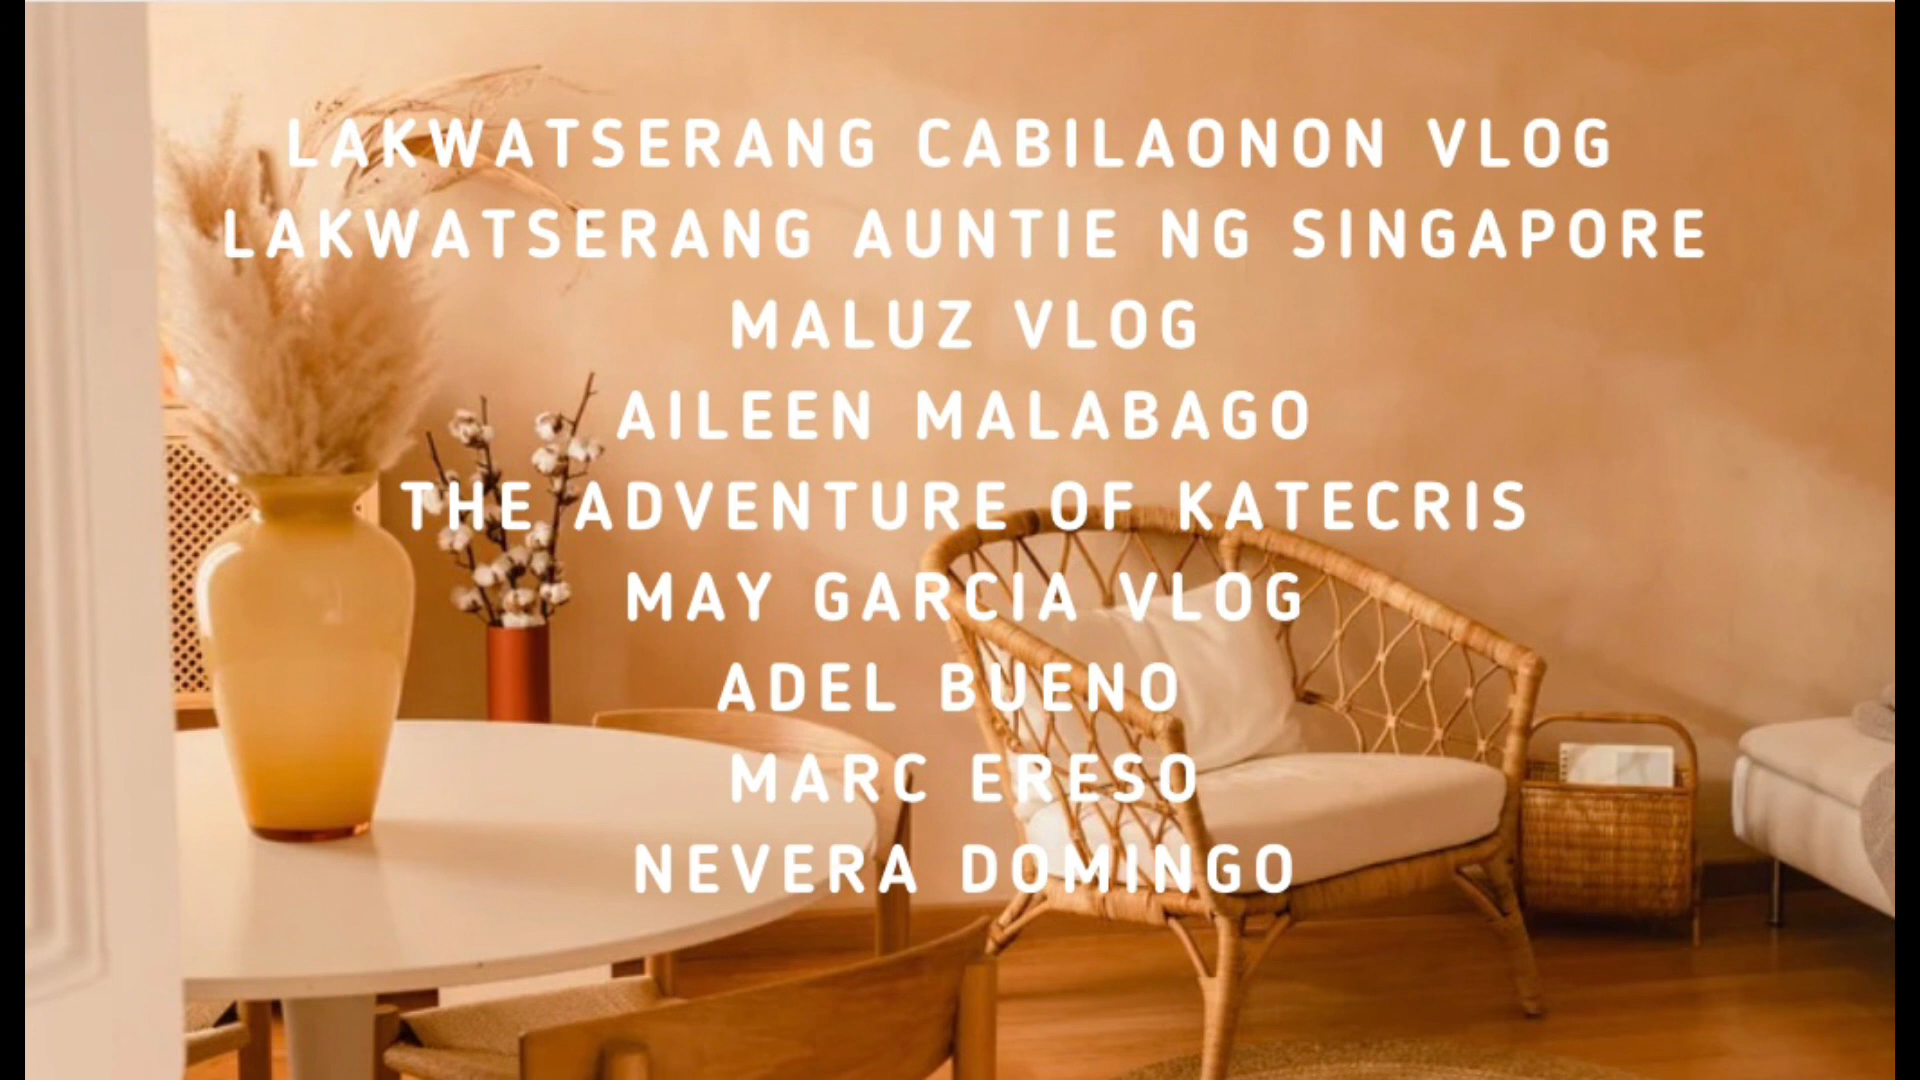 LAKWATSERANG CABILAONON VLOG
LAKWATSERANG AUNTIE NG SINGAPORE
MALUZ VLOG
AILEEN MALABAGO
THE ADVENTURE OF KATECRIS
MAY GARCIA VLOG
ADEL BUENO
MARC ERESO
NEVERA DOMINGO